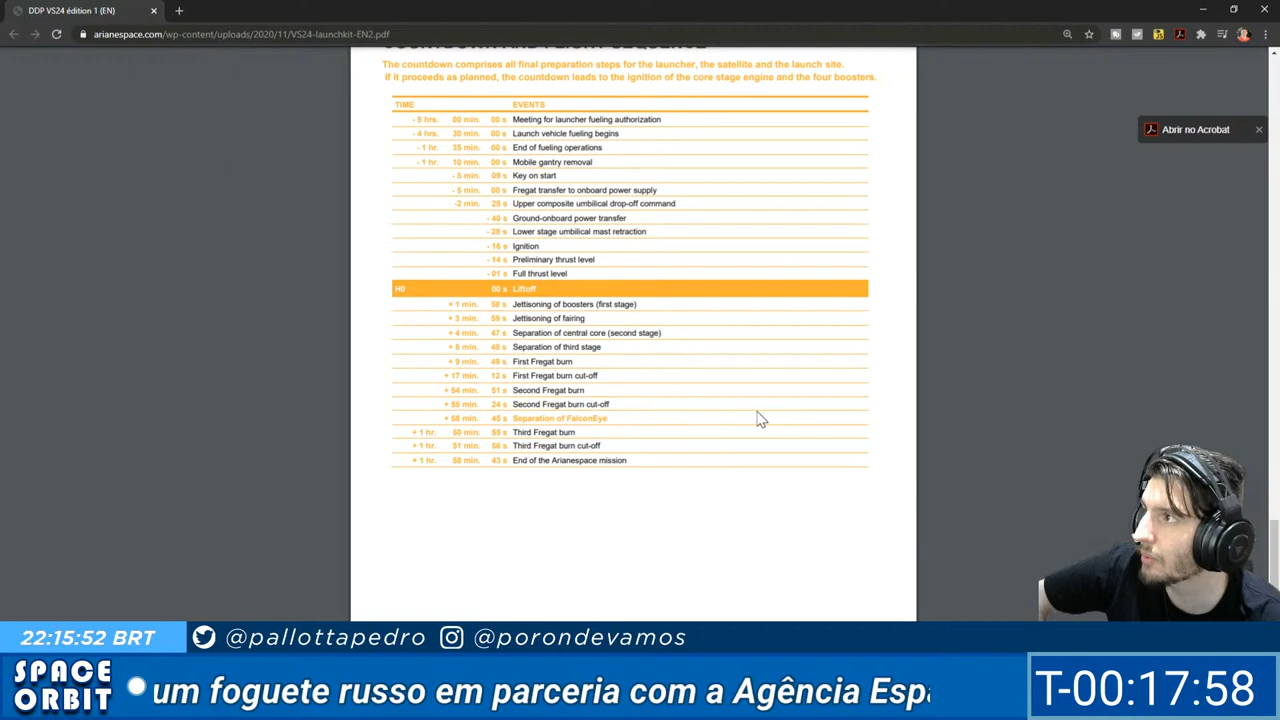 DDP VS24 édition 1 (EN)
arianespace.com/wp-content/uploads/2020/11/VS24-launchkit-EN2.pdf
COUNTDOWN AND FLIGHT SEQUENCE
The countdown comprises all final preparation steps for the launcher, the satellite and the launch site.
If it proceeds as planned, the countdown leads to the ignition of the core stage engine and the four boosters.
TIME EVENTS
- 5 hrs. 00 min. 00 s Meeting for launcher fueling authorization
- 4 hrs. 30 min. 00 s Launch vehicle fueling begins
- 1 hr. 35 min. 00 s End of fueling operations
- 1 hr. 10 min. 00 s Mobile gantry removal
- 5 min. 09 s Key on start
- 5 min. 00 s Fregat transfer to onboard power supply
-2 min. 25 s Upper composite umbilical drop-off command
- 40 s Ground-onboard power transfer
- 28 s Lower stage umbilical mast retraction
- 16 s Ignition
- 14 s Preliminary thrust level
- 01 s Full thrust level
H0 00 s Liftoff
+ 1 min. 58 s Jettisoning of boosters (first stage)
+ 3 min. 59 s Jettisoning of fairing
+ 4 min. 47 s Separation of central core (second stage)
+ 8 min. 48 s Separation of third stage
+ 9 min. 49 s First Fregat burn
+ 17 min. 12 s First Fregat burn cut-off
+ 54 min. 51 s Second Fregat burn
+ 55 min. 24 s Second Fregat burn cut-off
+ 58 min. 45 s Separation of FalconEye
+ 1 hr. 50 min. 55 s Third Fregat burn
+ 1 hr. 51 min. 56 s Third Fregat burn cut-off
+ 1 hr. 58 min. 43 s End of the Arianespace mission
Abrir no Acrobat
22:15:52 BRT @pallottapedro @porondevamos
SPACE ORBIT
um foguete russo em parceria com a Agência Espa
T-00:17:58